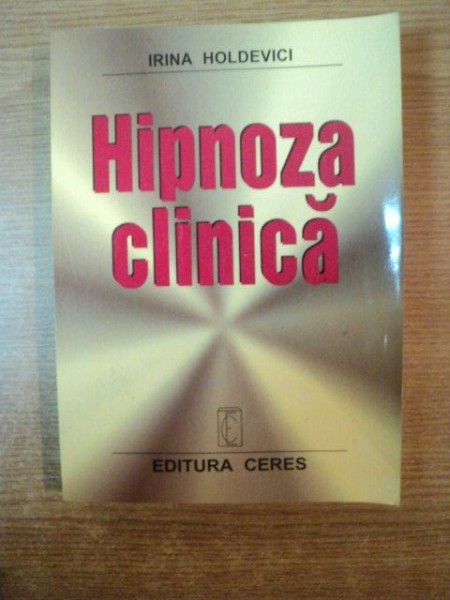 IRINA HOLDEVICI
Hipnoza
clinică
EDITURA CERES